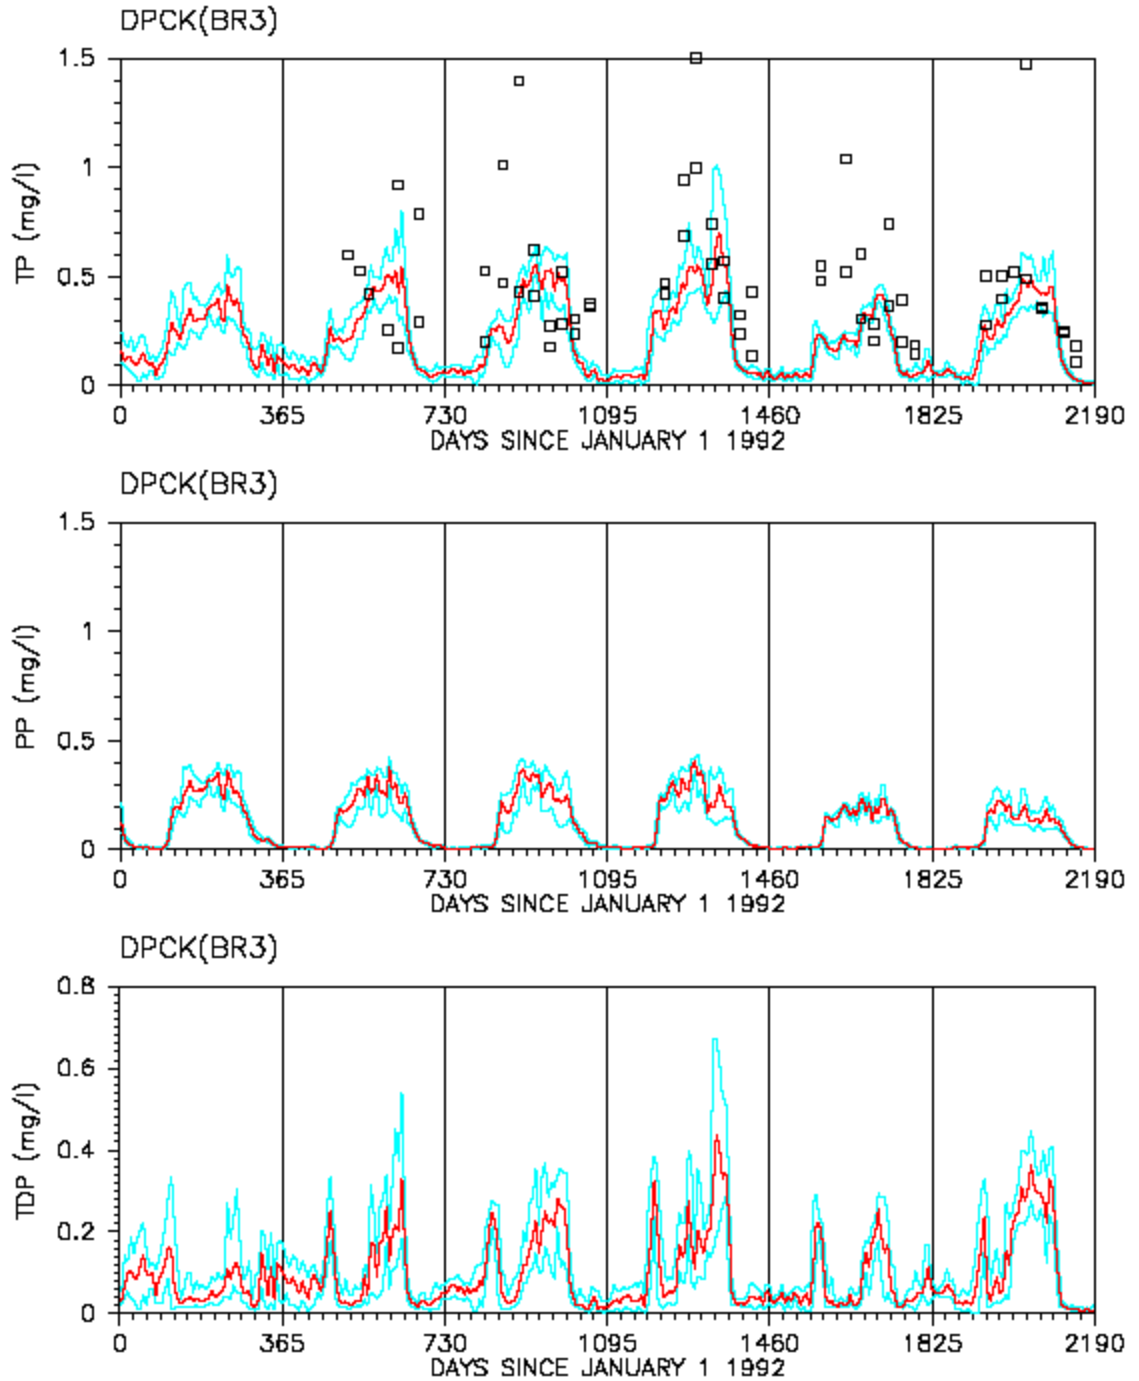 DPCK(BR3)
1.5
1
0.5
0
TP (mg/l)
0 365 730 1095 1460 1825 2190
DAYS SINCE JANUARY 1 1992
DPCK(BR3)
1.5
1
0.5
0
PP (mg/l)
0 365 730 1095 1460 1825 2190
DAYS SINCE JANUARY 1 1992
DPCK(BR3)
0.8
0.6
0.4
0.2
0
TDP (mg/l)
0 365 730 1095 1460 1825 2190
DAYS SINCE JANUARY 1 1992